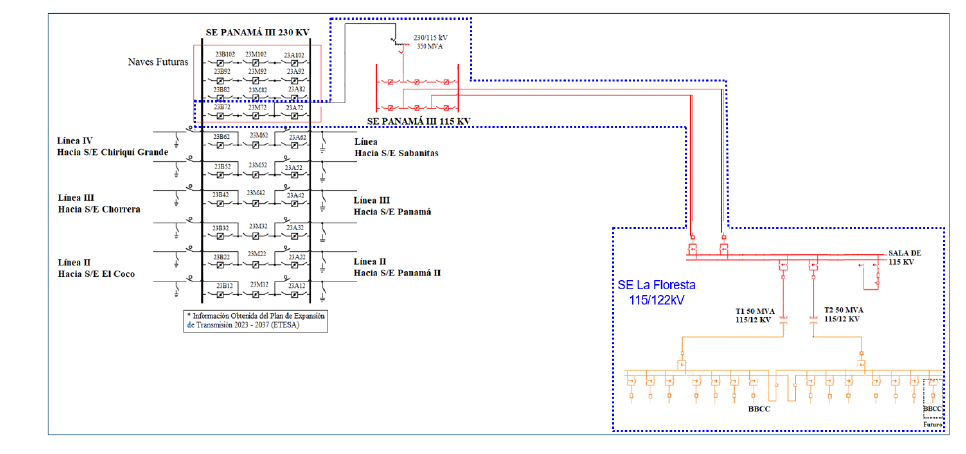 SE PANAMÁ III 230 KV
Naves Futuras
23B102 23M102 23A102
23B92 23M92 23A92
23B82 23M82 23A82
23B72 23M72 23A72
230/115 kV
350 MVA
SE PANAMÁ III 115 KV
Línea IV
Hacia S/E Chiriquí Grande
23B62 23M62 23A62
Línea
Hacia S/E Sabanitas
23B52 23M52 23A52
Línea III
Hacia S/E Chorrera
23B42 23M42 23A42
Línea III
Hacia S/E Panamá
23B32 23M32 23A32
Línea II
Hacia S/E El Coco
23B22 23M22 23A22
Línea II
Hacia S/E Panamá II
23B12 23M12 23A12
* Información Obtenida del Plan de Expansión
de Transmisión 2023 - 2037 (ETESA)
SALA DE
115 KV
SE La Floresta
115/122kV
T1 50 MVA
115/12 KV
T2 50 MVA
115/12 KV
BBCC
BBCC
Futuro